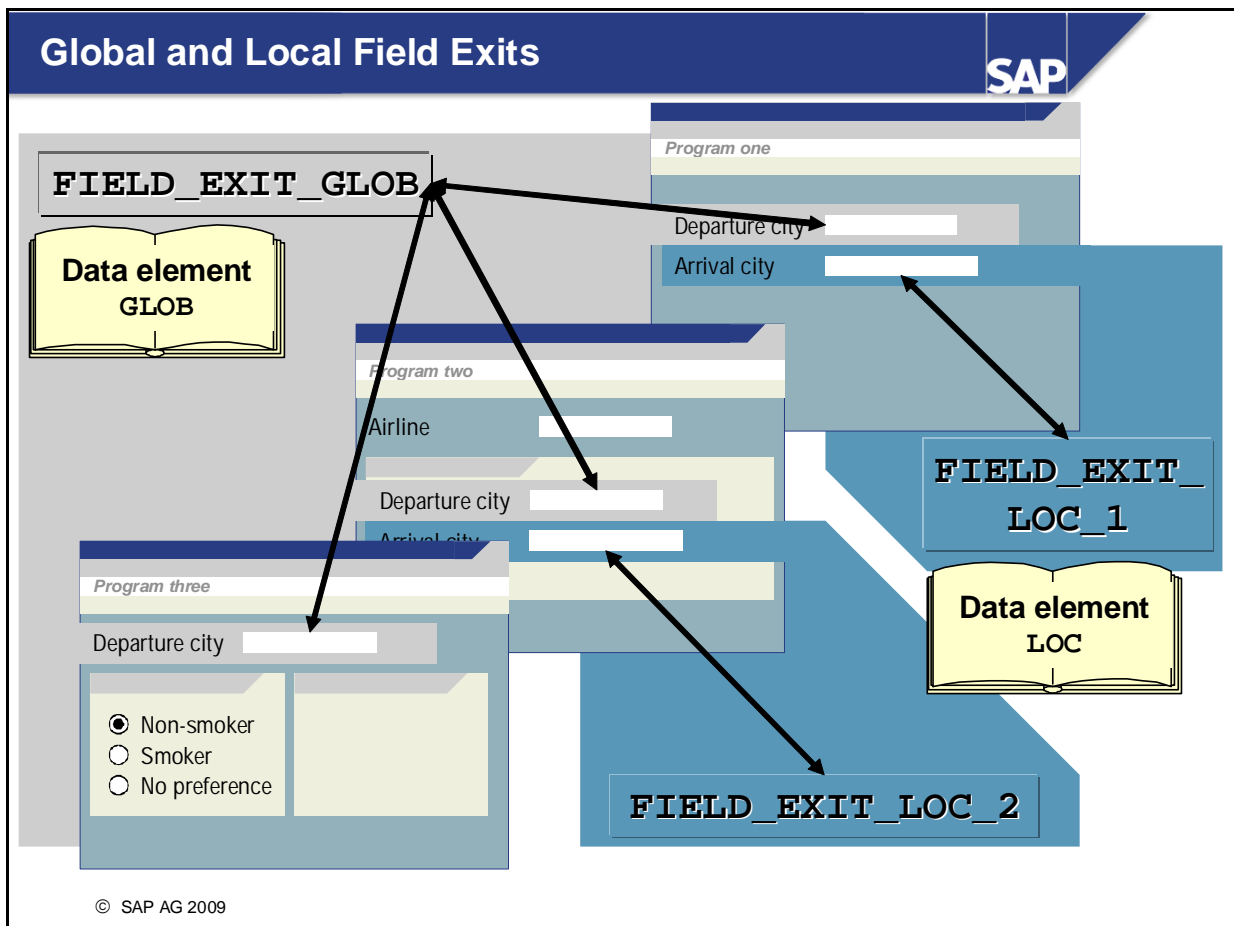 Global and Local Field Exits
SAP
FIELD_EXIT_GLOB
Data element
GLOB
Program one
Departure city
Arrival city
FIELD_EXIT_
LOC_1
Data element
LOC
Program two
Airline
Departure city
Arrival city
FIELD_EXIT_LOC_2
Program three
Departure city
Non-smoker
Smoker
No preference
© SAP AG 2009